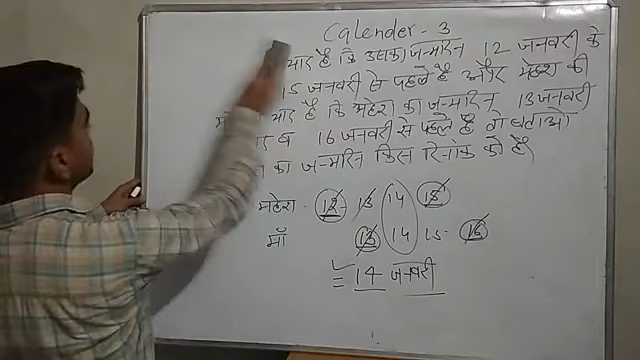 Calender - 3
याद है कि उसका जन्मदिन 12 जनवरी के
15 जनवरी से पहले है और महेश की
याद है कि महेश का जन्मदिन 13 जनवरी
व 16 जनवरी से पहले है तो बताओ
का जन्मदिन किस दिनांक को है
महेश - 12 - 13 14 15
माँ 13 14 15 - 16
= 14 जनवरी